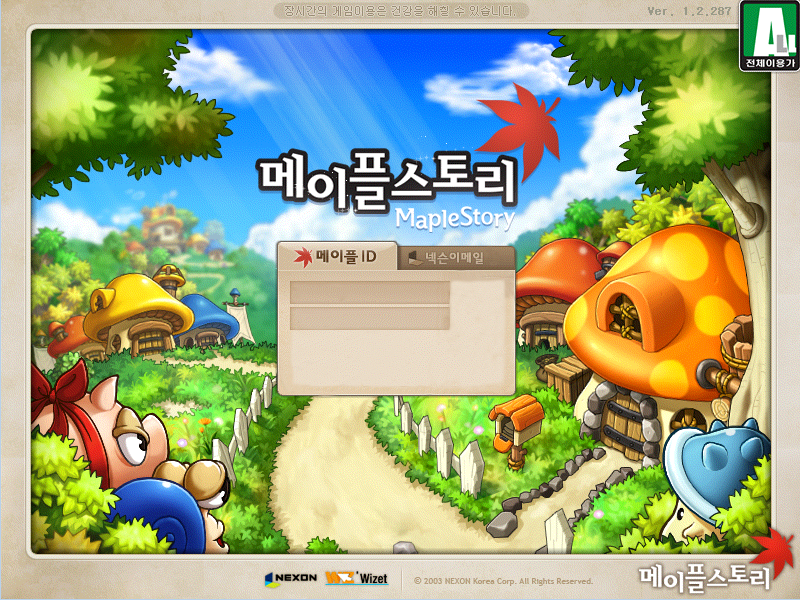 장시간의 게임이용은 건강을 해칠 수 있습니다.
Ver. 1.2.287
전체이용가
메이플스토리
MapleStory
메이플 ID
넥슨이메일
NEXON
Wizet
© 2003 NEXON Korea Corp. All Rights Reserved.
메이플스토리